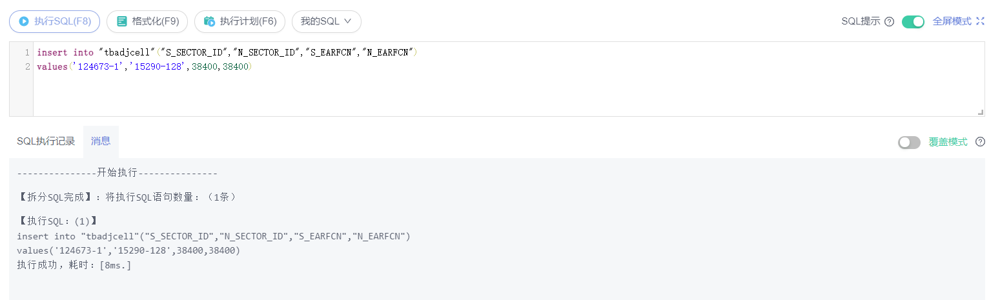 执行SQL(F8) 格式化(F9) 执行计划(F6) 我的SQL SQL提示 全屏模式
1 insert into "tbadjcell"("S_SECTOR_ID","N_SECTOR_ID","S_EARFCN","N_EARFCN")
2 values('124673-1','15290-128',38400,38400)
SQL执行记录 消息 覆盖模式
---------------开始执行---------------
【拆分SQL完成】：将执行SQL语句数量：（1条）
【执行SQL：(1)】
insert into "tbadjcell"("S_SECTOR_ID","N_SECTOR_ID","S_EARFCN","N_EARFCN")
values('124673-1','15290-128',38400,38400)
执行成功，耗时：[8ms.]